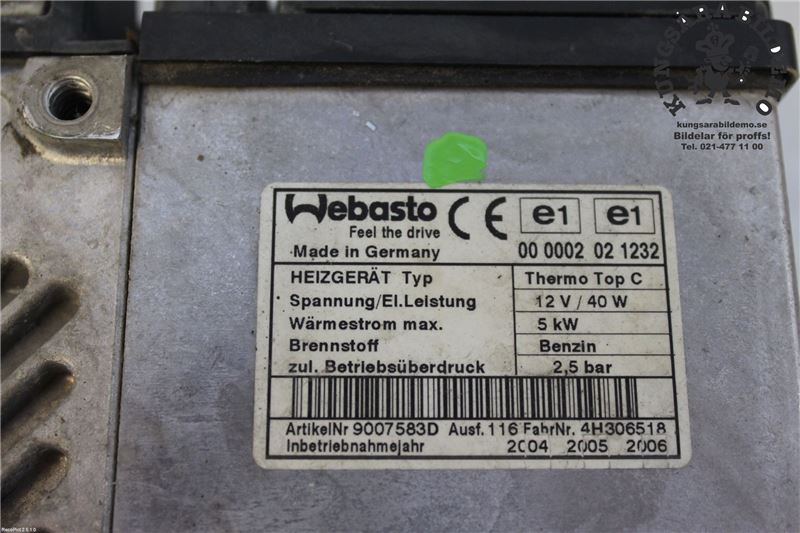 KUNGSARABILDEMO
kungsarabildemo.se
Bildelar för proffs!
Tel. 021-477 11 00
Webasto CE e1 e1
Feel the drive
Made in Germany 00 0002 02 1232
HEIZGERÄT Typ Thermo Top C
Spannung/El.Leistung 12 V / 40 W
Wärmestrom max. 5 kW
Brennstoff Benzin
zul. Betriebsüberdruck 2,5 bar
ArtikelNr 9007583D Ausf. 116 FahrNr. 4H306518
Inbetriebnahmejahr 2004 2005 2006